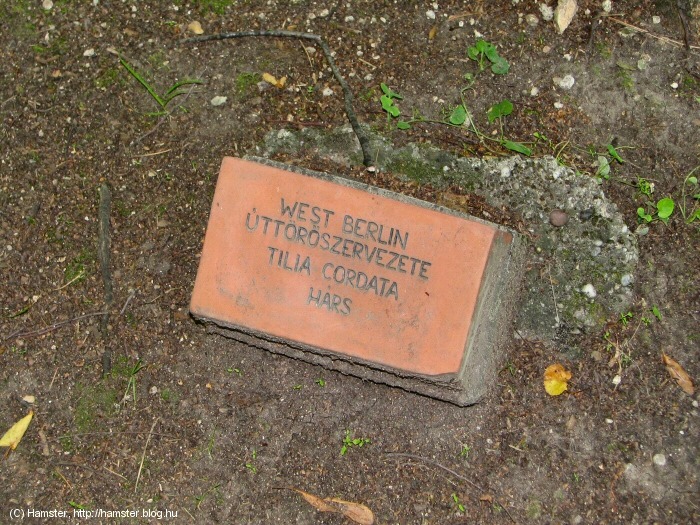 WEST BERLIN
ÚTTÖRŐSZERVEZETE
TILIA CORDATA
HÁRS
(C) Hamster, http://hamster.blog.hu